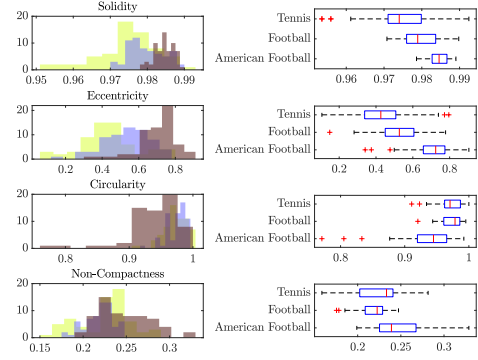 Solidity
20
10
0
0.95 0.96 0.97 0.98 0.99
Tennis
Football
American Football
0.96 0.97 0.98 0.99
Eccentricity
20
10
0
0.2 0.4 0.6 0.8
Tennis
Football
American Football
0.2 0.4 0.6 0.8
Circularity
20
10
0
0.8 0.9 1
Tennis
Football
American Football
0.8 0.9 1
Non-Compactness
20
10
0
0.15 0.2 0.25 0.3
Tennis
Football
American Football
0.2 0.25 0.3